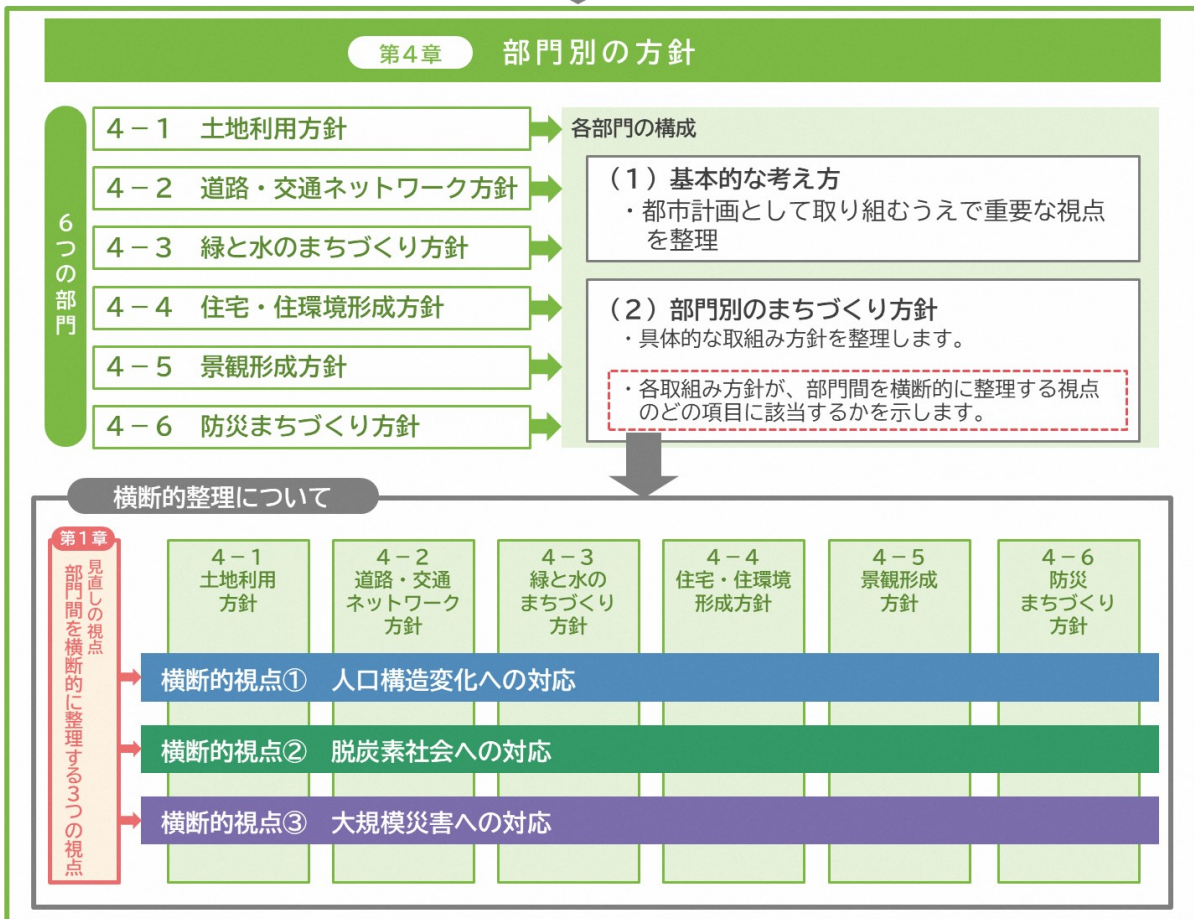 第4章 部門別の方針
6つの部門
4－1 土地利用方針
4－2 道路・交通ネットワーク方針
4－3 緑と水のまちづくり方針
4－4 住宅・住環境形成方針
4－5 景観形成方針
4－6 防災まちづくり方針
各部門の構成
（1）基本的な考え方
・都市計画として取り組むうえで重要な視点
を整理
（2）部門別のまちづくり方針
・具体的な取組み方針を整理します。
・各取組み方針が、部門間を横断的に整理する視点
のどの項目に該当するかを示します。
横断的整理について
第1章
見直しの視点
部門間を横断的に整理する3つの視点
4－1
土地利用
方針
4－2
道路・交通
ネットワーク
方針
4－3
緑と水の
まちづくり
方針
4－4
住宅・住環境
形成方針
4－5
景観形成
方針
4－6
防災
まちづくり
方針
横断的視点① 人口構造変化への対応
横断的視点② 脱炭素社会への対応
横断的視点③ 大規模災害への対応